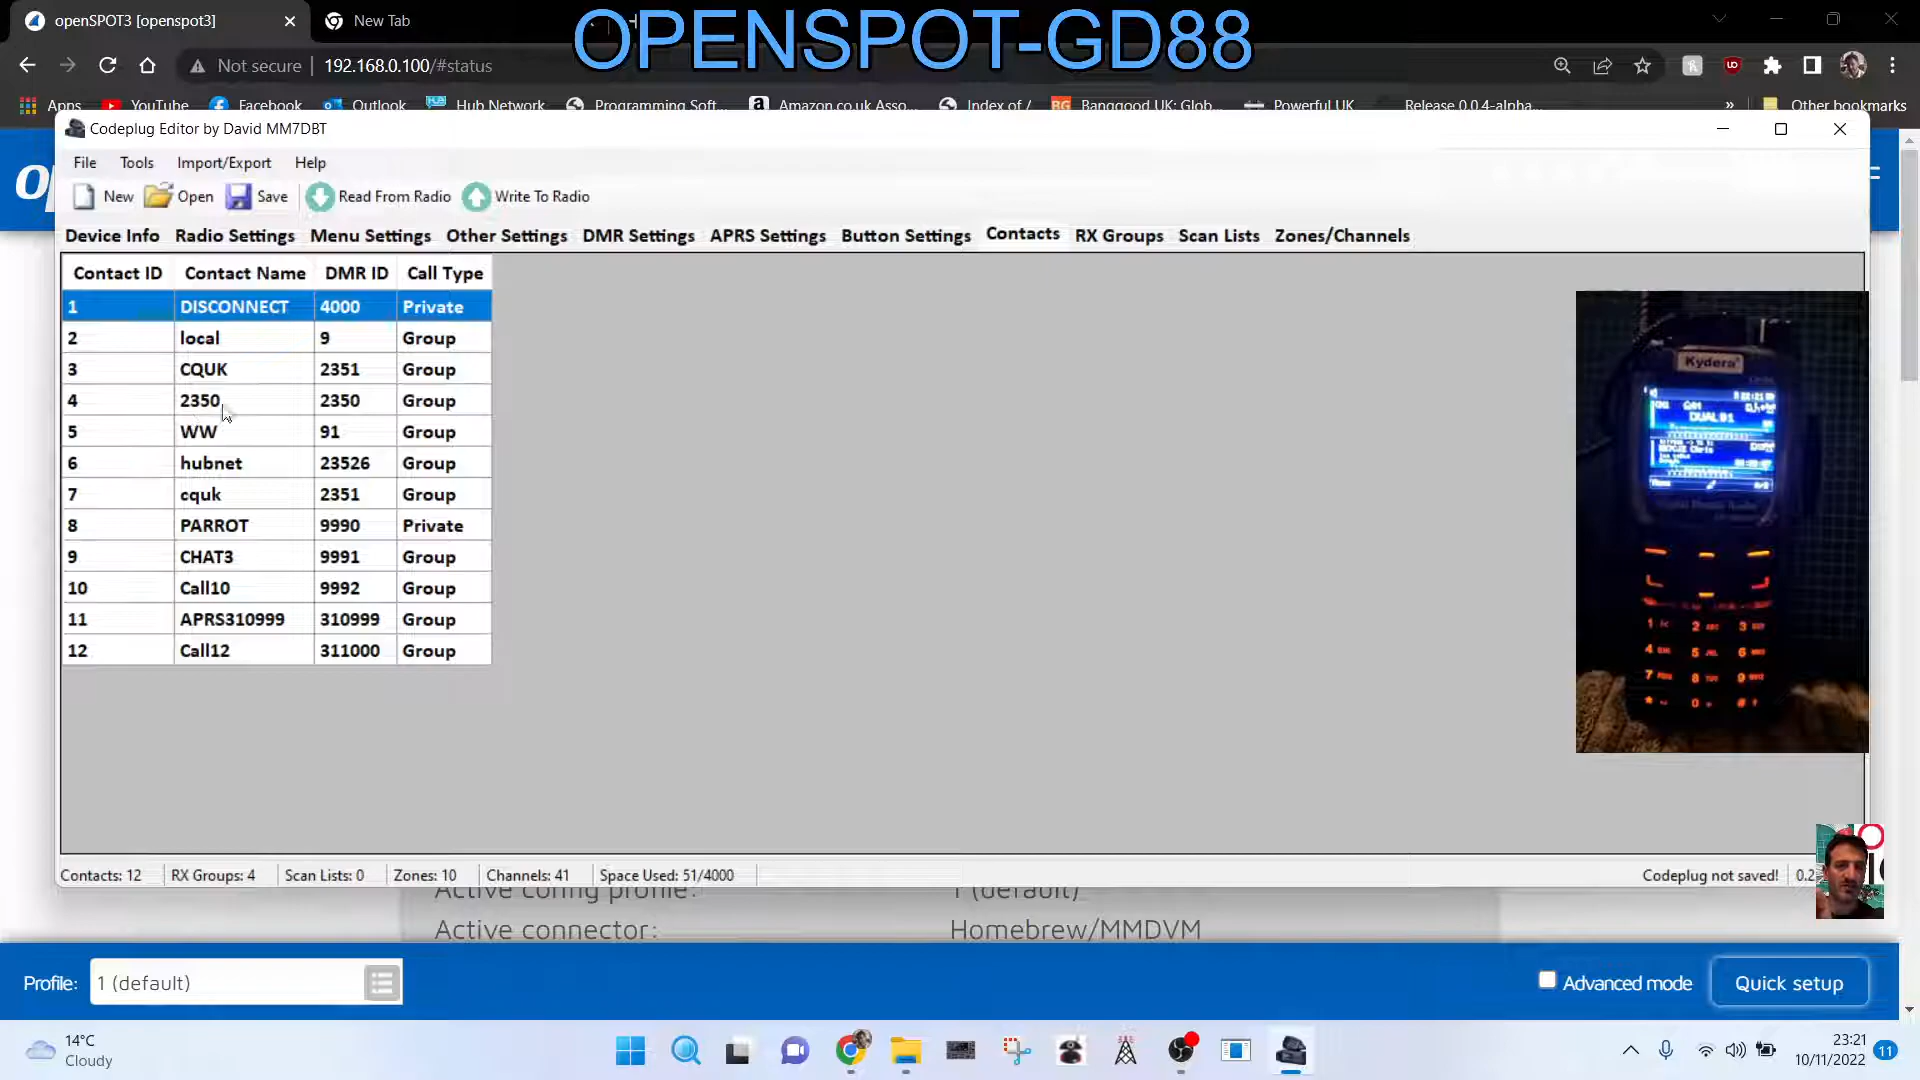 openSPOT3 [openspot3]
New Tab
OPENSPOT-GD88
Not secure 192.168.0.100/#status
Apps YouTube Facebook Outlook Hub Network Programming Soft... Amazon.co.uk Asso... Index of / Banggood UK: Glob... Powerful UK Release 0.0.4-alpha... » Other bookmarks
Codeplug Editor by David MM7DBT
File Tools Import/Export Help
New Open Save Read From Radio Write To Radio
Device Info Radio Settings Menu Settings Other Settings DMR Settings APRS Settings Button Settings Contacts RX Groups Scan Lists Zones/Channels
Contact ID Contact Name DMR ID Call Type
1 DISCONNECT 4000 Private
2 local 9 Group
3 CQUK 2351 Group
4 2350 2350 Group
5 WW 91 Group
6 hubnet 23526 Group
7 cquk 2351 Group
8 PARROT 9990 Private
9 CHAT3 9991 Group
10 Call10 9992 Group
11 APRS310999 310999 Group
12 Call12 311000 Group
Kydera
Contacts: 12 RX Groups: 4 Scan Lists: 0 Zones: 10 Channels: 41 Space Used: 51/4000 Codeplug not saved!
Active config profile: 1 (default)
Active connector: Homebrew/MMDVM
Profile: 1 (default) Advanced mode Quick setup
14°C
Cloudy
23:21
10/11/2022
11